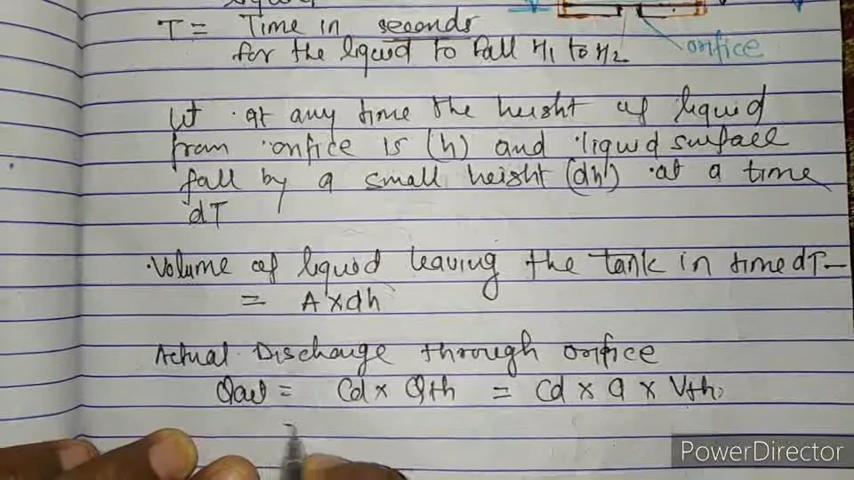 T = Time in seconds
for the liquid to fall H1 to H2
orifice
let at any time the height of liquid
from orifice is (h) and liquid surface
fall by a small height (dh) at a time
dT
Volume of liquid leaving the tank in time dT-
= A x dh
Actual Discharge through orifice
Qact = Cd x Qth = Cd x a x Vth
PowerDirector